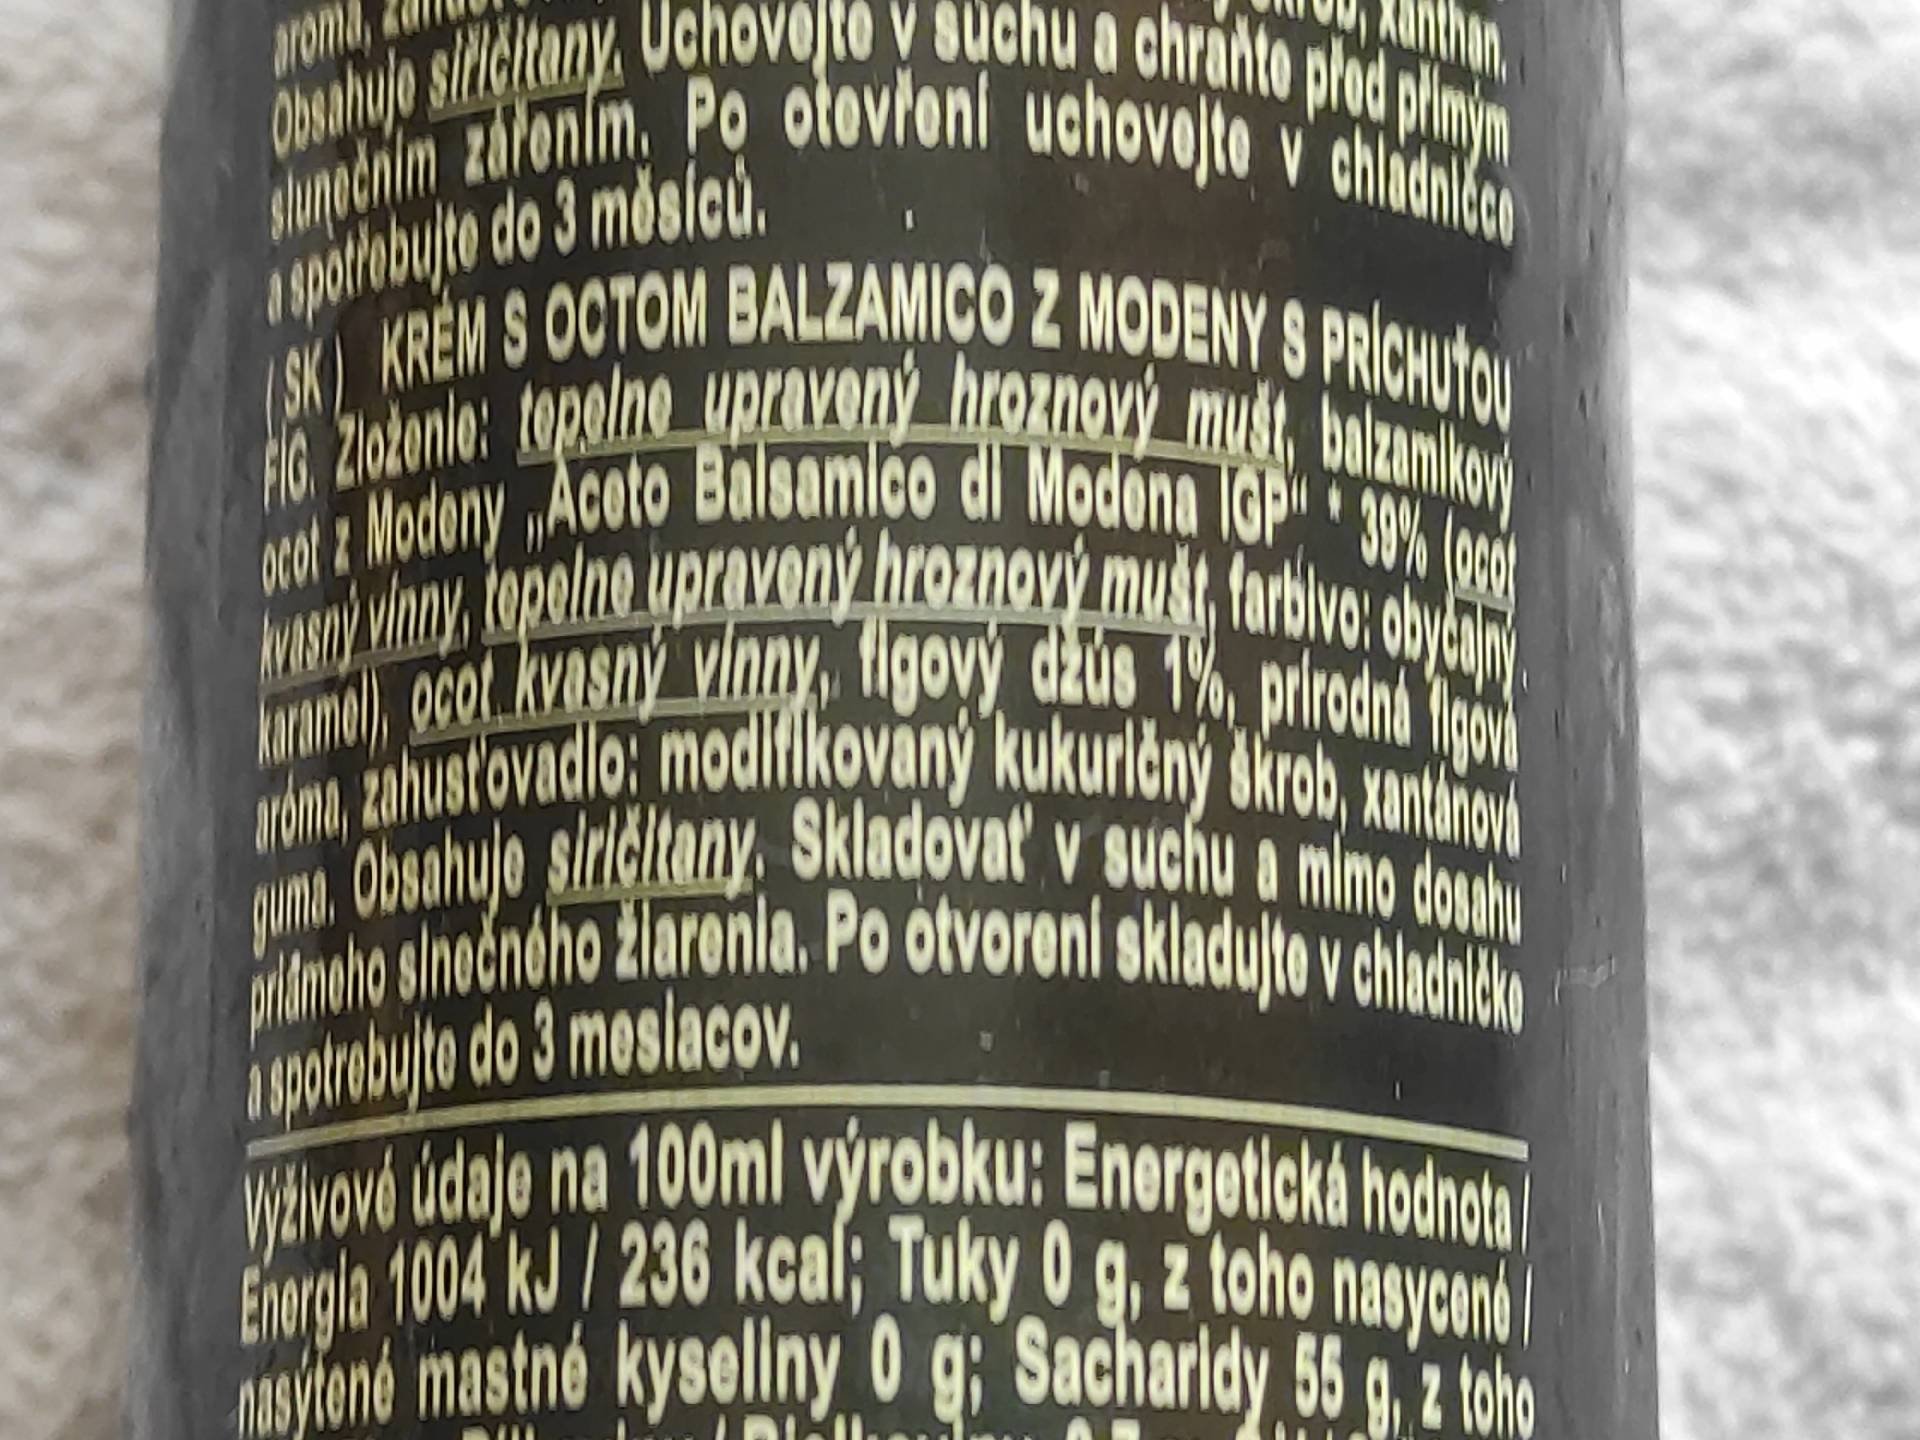 aroma,
škrob, xanthan.
Obsahuje siřičitany. Uchovejte v suchu a chraňte před přímým
slunečním zářením. Po otevření uchovejte v chladničce
a spotřebujte do 3 měsíců.
(SK) KRÉM S OCTOM BALZAMICO Z MODENY S PRÍCHUŤOU
FÍG. Zloženie: tepelne upravený hroznový mušt, balzamikový
ocot z Modeny „Aceto Balsamico di Modena IGP“ * 39% (ocot
kvasný vínny, tepelne upravený hroznový mušt, farbivo: obyčajný
karamel), ocot kvasný vínny, figový džús 1%, prírodná figová
aróma, zahusťovadlo: modifikovaný kukuričný škrob, xantánová
guma. Obsahuje siričitany. Skladovať v suchu a mimo dosahu
priameho slnečného žiarenia. Po otvorení skladujte v chladničke
a spotrebujte do 3 mesiacov.
Výživové údaje na 100ml výrobku: Energetická hodnota /
Energia 1004 kJ / 236 kcal; Tuky 0 g, z toho nasycené /
nasýtené mastné kyseliny 0 g; Sacharidy 55 g, z toho